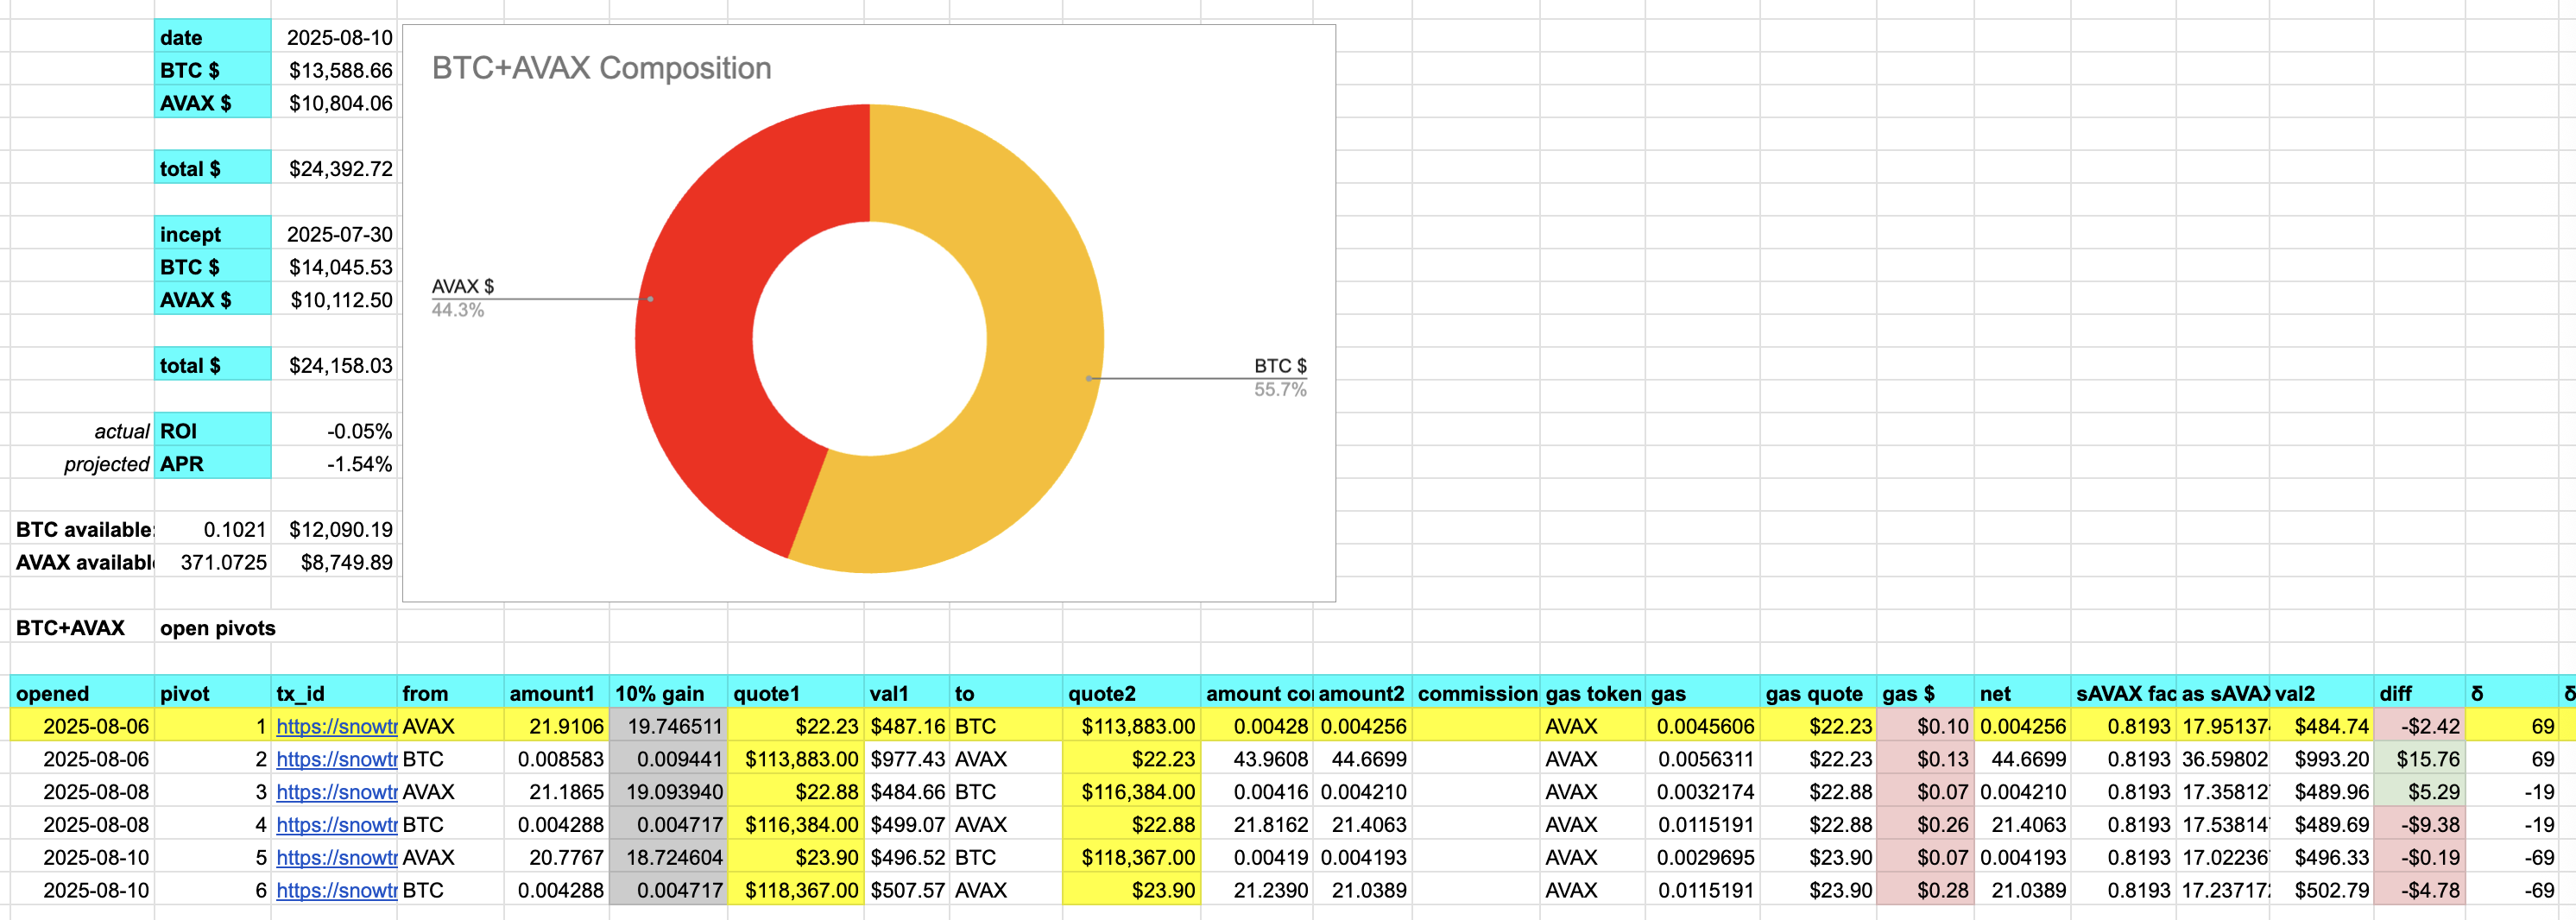 date 2025-08-10
BTC $ $13,588.66
AVAX $ $10,804.06
total $ $24,392.72
incept 2025-07-30
BTC $ $14,045.53
AVAX $ $10,112.50
total $ $24,158.03
actual ROI -0.05%
projected APR -1.54%
BTC available: 0.1021 $12,090.19
AVAX availabl 371.0725 $8,749.89
BTC+AVAX Composition
AVAX $
44.3%
BTC $
55.7%
BTC+AVAX open pivots
opened pivot tx_id from amount1 10% gain quote1 val1 to quote2 amount co amount2 commission gas token gas gas quote gas $ net sAVAX fac as sAVAX val2 diff δ δ
2025-08-06 1 https://snowtr AVAX 21.9106 19.746511 $22.23 $487.16 BTC $113,883.00 0.00428 0.004256 AVAX 0.0045606 $22.23 $0.10 0.004256 0.8193 17.95137 $484.74 -$2.42 69
2025-08-06 2 https://snowtr BTC 0.008583 0.009441 $113,883.00 $977.43 AVAX $22.23 43.9608 44.6699 AVAX 0.0056311 $22.23 $0.13 44.6699 0.8193 36.59802 $993.20 $15.76 69
2025-08-08 3 https://snowtr AVAX 21.1865 19.093940 $22.88 $484.66 BTC $116,384.00 0.00416 0.004210 AVAX 0.0032174 $22.88 $0.07 0.004210 0.8193 17.35812 $489.96 $5.29 -19
2025-08-08 4 https://snowtr BTC 0.004288 0.004717 $116,384.00 $499.07 AVAX $22.88 21.8162 21.4063 AVAX 0.0115191 $22.88 $0.26 21.4063 0.8193 17.53814 $489.69 -$9.38 -19
2025-08-10 5 https://snowtr AVAX 20.7767 18.724604 $23.90 $496.52 BTC $118,367.00 0.00419 0.004193 AVAX 0.0029695 $23.90 $0.07 0.004193 0.8193 17.02236 $496.33 -$0.19 -69
2025-08-10 6 https://snowtr BTC 0.004288 0.004717 $118,367.00 $507.57 AVAX $23.90 21.2390 21.0389 AVAX 0.0115191 $23.90 $0.28 21.0389 0.8193 17.23717 $502.79 -$4.78 -69